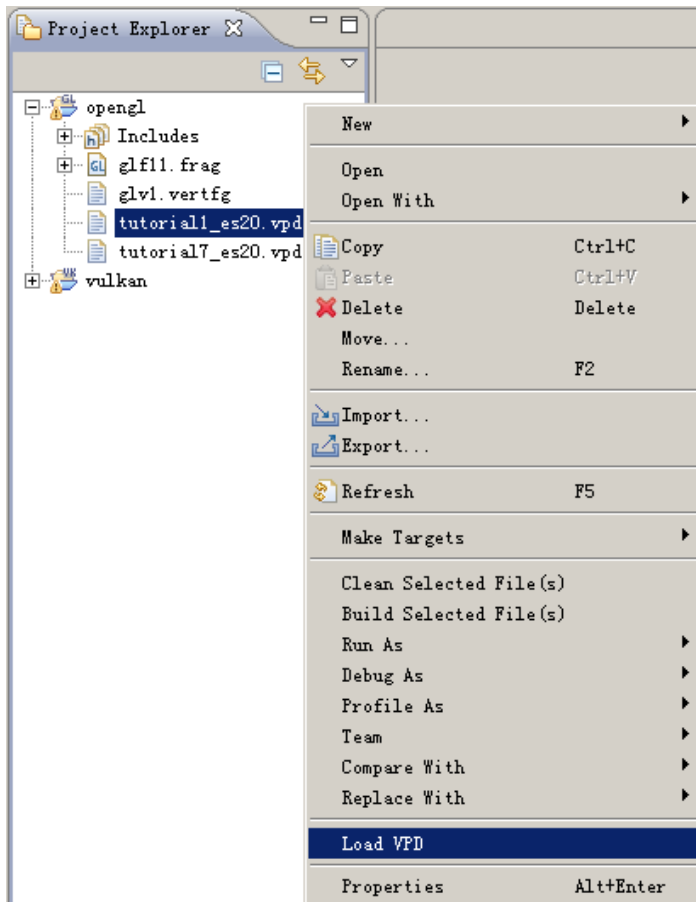 Project Explorer
opengl
Includes
glf11.frag
glv1.vertfg
tutorial1_es20.vpd
tutorial7_es20.vpd
vulkan
New
Open
Open With
Copy Ctrl+C
Paste Ctrl+V
Delete Delete
Move...
Rename... F2
Import...
Export...
Refresh F5
Make Targets
Clean Selected File(s)
Build Selected File(s)
Run As
Debug As
Profile As
Team
Compare With
Replace With
Load VPD
Properties Alt+Enter